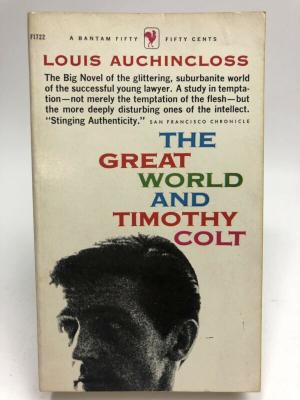 F1722
A BANTAM FIFTY FIFTY CENTS
LOUIS AUCHINCLOSS
The Big Novel of the glittering, suburbanite world
of the successful young lawyer. A study in tempta-
tion—not merely the temptation of the flesh—but
the more deeply disturbing ones of the intellect.
"Stinging Authenticity." SAN FRANCISCO CHRONICLE
THE
GREAT
WORLD
AND
TIMOTHY
COLT